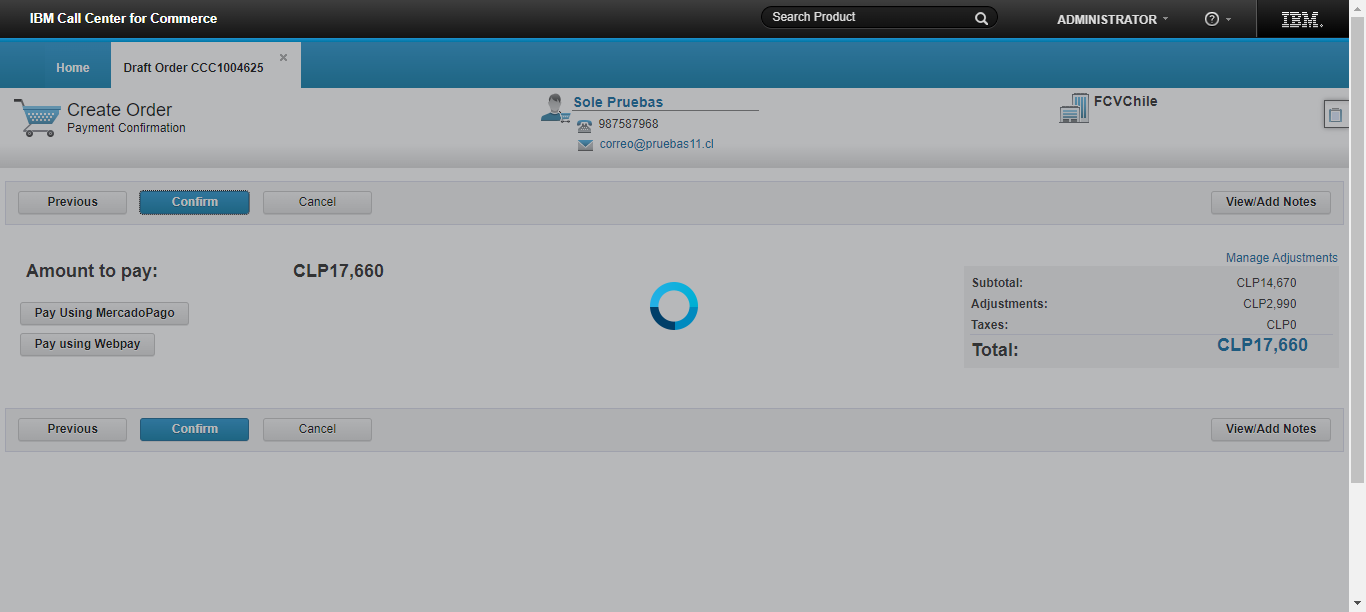 IBM Call Center for Commerce
Search Product
ADMINISTRATOR
?
IBM.
Home
Draft Order CCC1004625
×
Create Order
Payment Confirmation
Sole Pruebas
987587968
correo@pruebas11.cl
FCVChile
Previous
Confirm
Cancel
View/Add Notes
Amount to pay:
CLP17,660
Pay Using MercadoPago
Pay using Webpay
Manage Adjustments
Subtotal: CLP14,670
Adjustments: CLP2,990
Taxes: CLP0
Total: CLP17,660
Previous
Confirm
Cancel
View/Add Notes